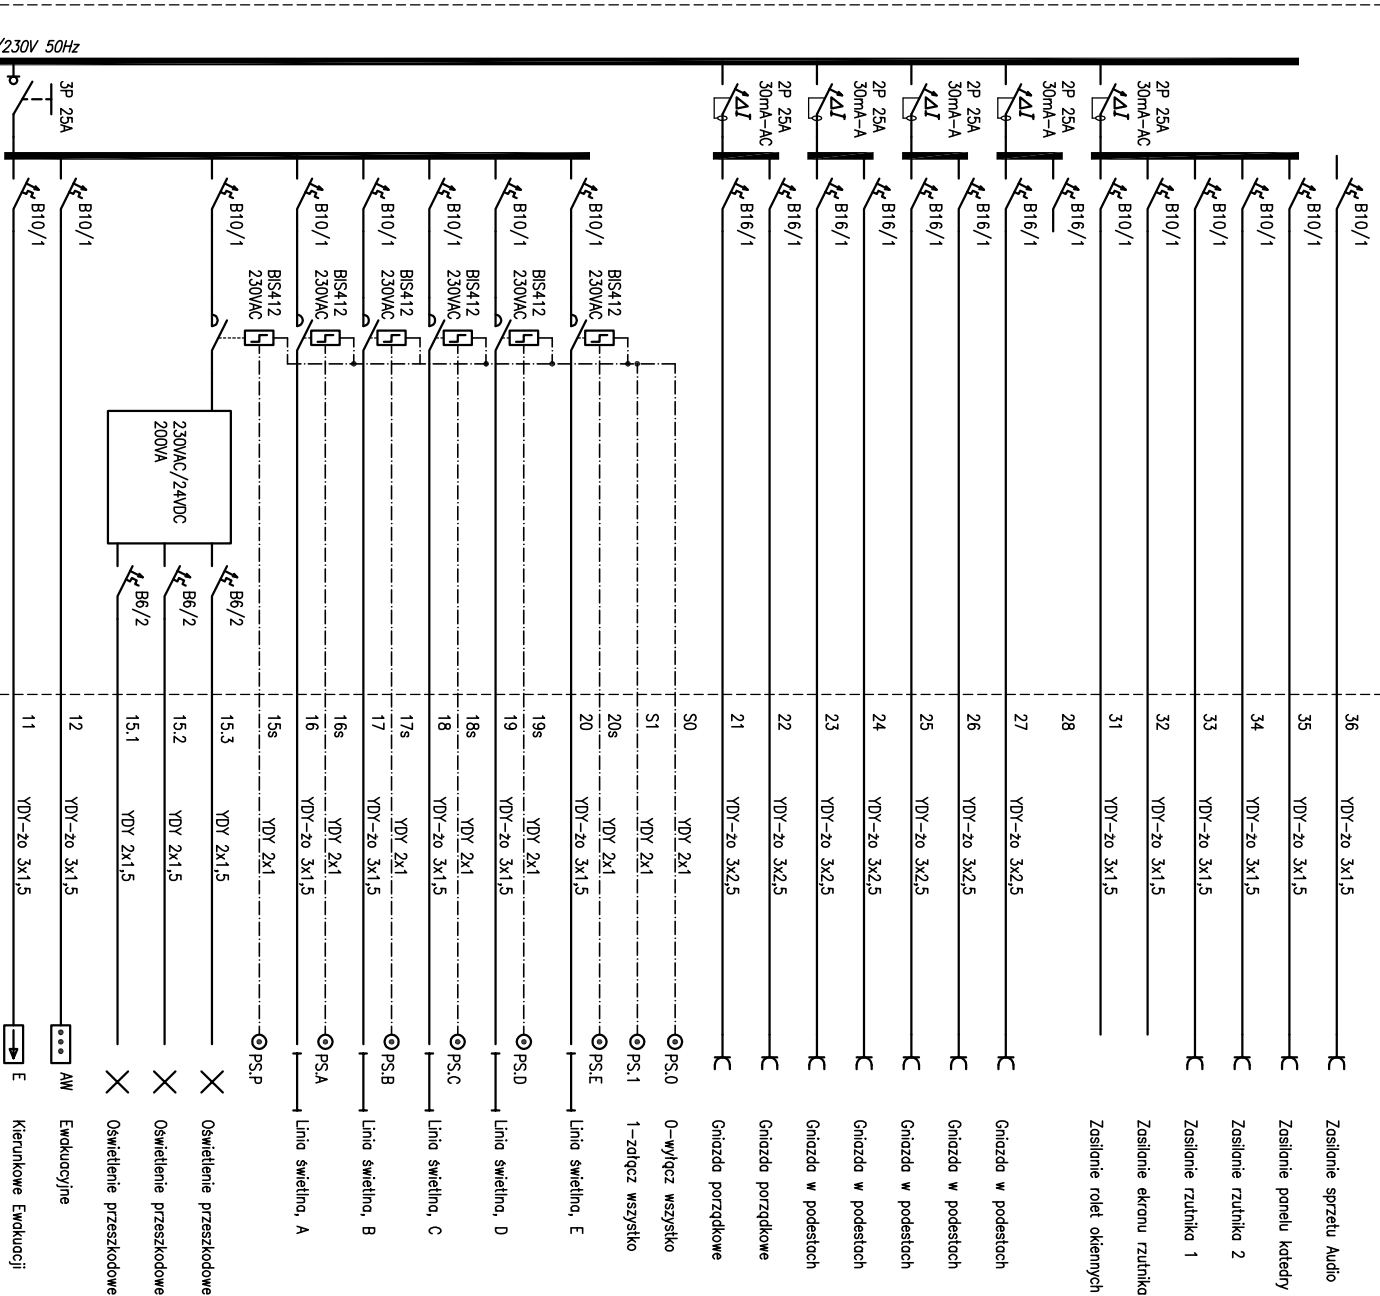 /230V 50Hz
3P 25A
2P 25A
30mA-AC
2P 25A
30mA-A
2P 25A
30mA-A
2P 25A
30mA-A
2P 25A
30mA-AC
B10/1
B10/1
B10/1
B10/1
B10/1
B10/1
B10/1
B10/1
B16/1
B16/1
B16/1
B16/1
B16/1
B16/1
B16/1
B16/1
B10/1
B10/1
B10/1
B10/1
B10/1
B10/1
ΔI
ΔI
ΔI
ΔI
ΔI
BIS412
230VAC
BIS412
230VAC
BIS412
230VAC
BIS412
230VAC
BIS412
230VAC
BIS412
230VAC
230VAC/24VDC
200VA
B6/2
B6/2
B6/2
11 YDY-żo 3x1,5 E Kierunkowe Ewakuacji
12 YDY-żo 3x1,5 AW Ewakuacyjne
15.1 YDY 2x1,5 Oświetlenie przeszkodowe
15.2 YDY 2x1,5 Oświetlenie przeszkodowe
15.3 YDY 2x1,5 Oświetlenie przeszkodowe
15s YDY 2x1 PS.P
16 YDY-żo 3x1,5 Linia świetlna, A
16s YDY 2x1 PS.A
17 YDY-żo 3x1,5 Linia świetlna, B
17s YDY 2x1 PS.B
18 YDY-żo 3x1,5 Linia świetlna, C
18s YDY 2x1 PS.C
19 YDY-żo 3x1,5 Linia świetlna, D
19s YDY 2x1 PS.D
20 YDY-żo 3x1,5 Linia świetlna, E
20s YDY 2x1 PS.E
S1 YDY 2x1 PS.1 1-załącz wszystko
S0 YDY 2x1 PS.0 0-wyłącz wszystko
21 YDY-żo 3x2,5 Gniazda porządkowe
22 YDY-żo 3x2,5 Gniazda porządkowe
23 YDY-żo 3x2,5 Gniazda w podestach
24 YDY-żo 3x2,5 Gniazda w podestach
25 YDY-żo 3x2,5 Gniazda w podestach
26 YDY-żo 3x2,5 Gniazda w podestach
27 YDY-żo 3x2,5 Gniazda w podestach
28
31 YDY-żo 3x1,5 Zasilanie rolet okiennych
32 YDY-żo 3x1,5 Zasilanie ekranu rzutnika
33 YDY-żo 3x1,5 Zasilanie rzutnika 1
34 YDY-żo 3x1,5 Zasilanie rzutnika 2
35 YDY-żo 3x1,5 Zasilanie panelu katedry
36 YDY-żo 3x1,5 Zasilanie sprzetu Audio